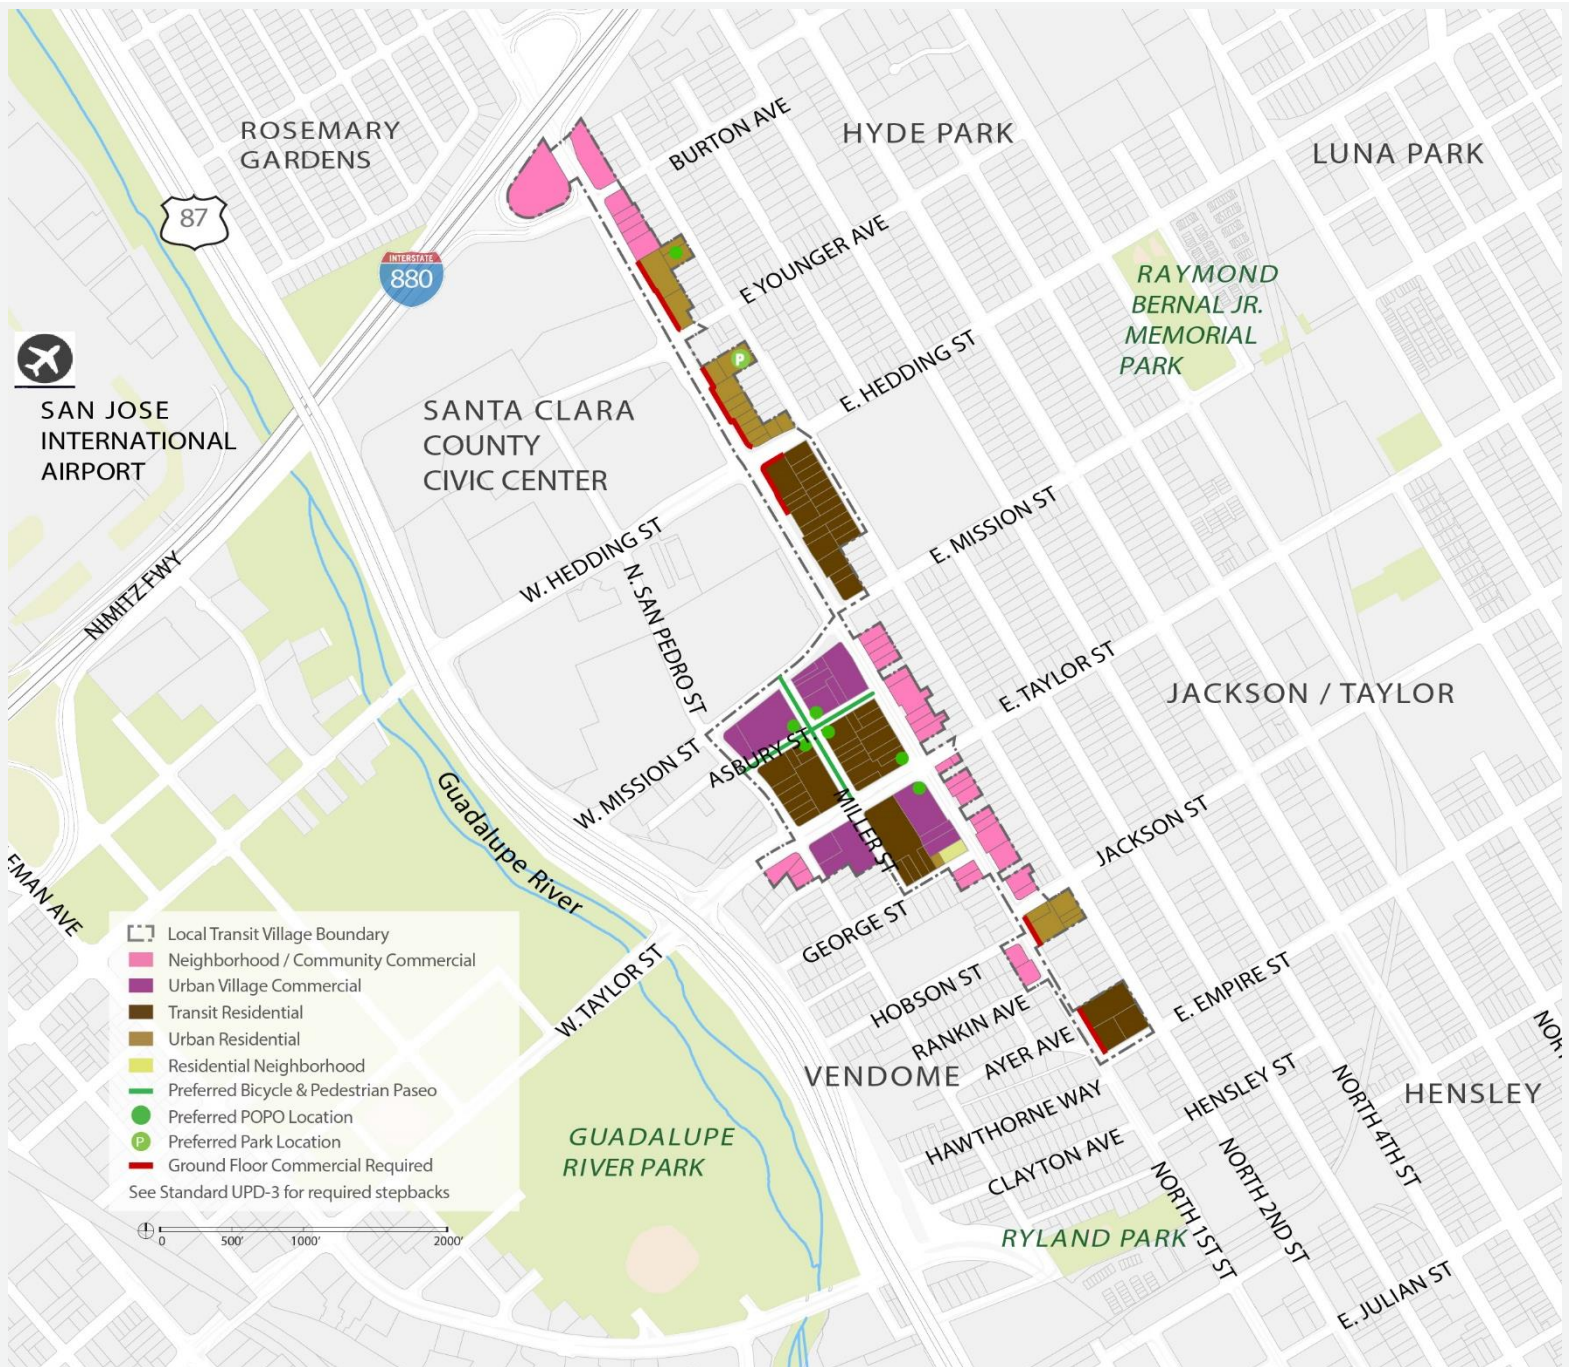 BURTON AVE
HYDE PARK
LUNA PARK
ROSEMARY
GARDENS
87
INTERSTATE
880
E YOUNGER AVE
RAYMOND
BERNAL JR.
MEMORIAL
PARK
E. HEDDING ST
SAN JOSE
INTERNATIONAL
AIRPORT
SANTA CLARA
COUNTY
CIVIC CENTER
P
NIMITZ FWY
W. HEDDING ST
E. MISSION ST
N. SAN PEDRO ST
E. TAYLOR ST
JACKSON / TAYLOR
W. MISSION ST
ASBURY ST.
MILLER ST
JACKSON ST
Guadalupe River
EMAN AVE
GEORGE ST
W. TAYLOR ST
HOBSON ST
RANKIN AVE
AYER AVE
E. EMPIRE ST
NOR
VENDOME
HAWTHORNE WAY
CLAYTON AVE
HENSLEY ST
HENSLEY
NORTH 4TH ST
NORTH 2ND ST
NORTH 1ST ST
GUADALUPE
RIVER PARK
RYLAND PARK
E. JULIAN ST
Local Transit Village Boundary
Neighborhood / Community Commercial
Urban Village Commercial
Transit Residential
Urban Residential
Residential Neighborhood
Preferred Bicycle & Pedestrian Paseo
Preferred POPO Location
P Preferred Park Location
Ground Floor Commercial Required
See Standard UPD-3 for required stepbacks
0 500' 1000' 2000'